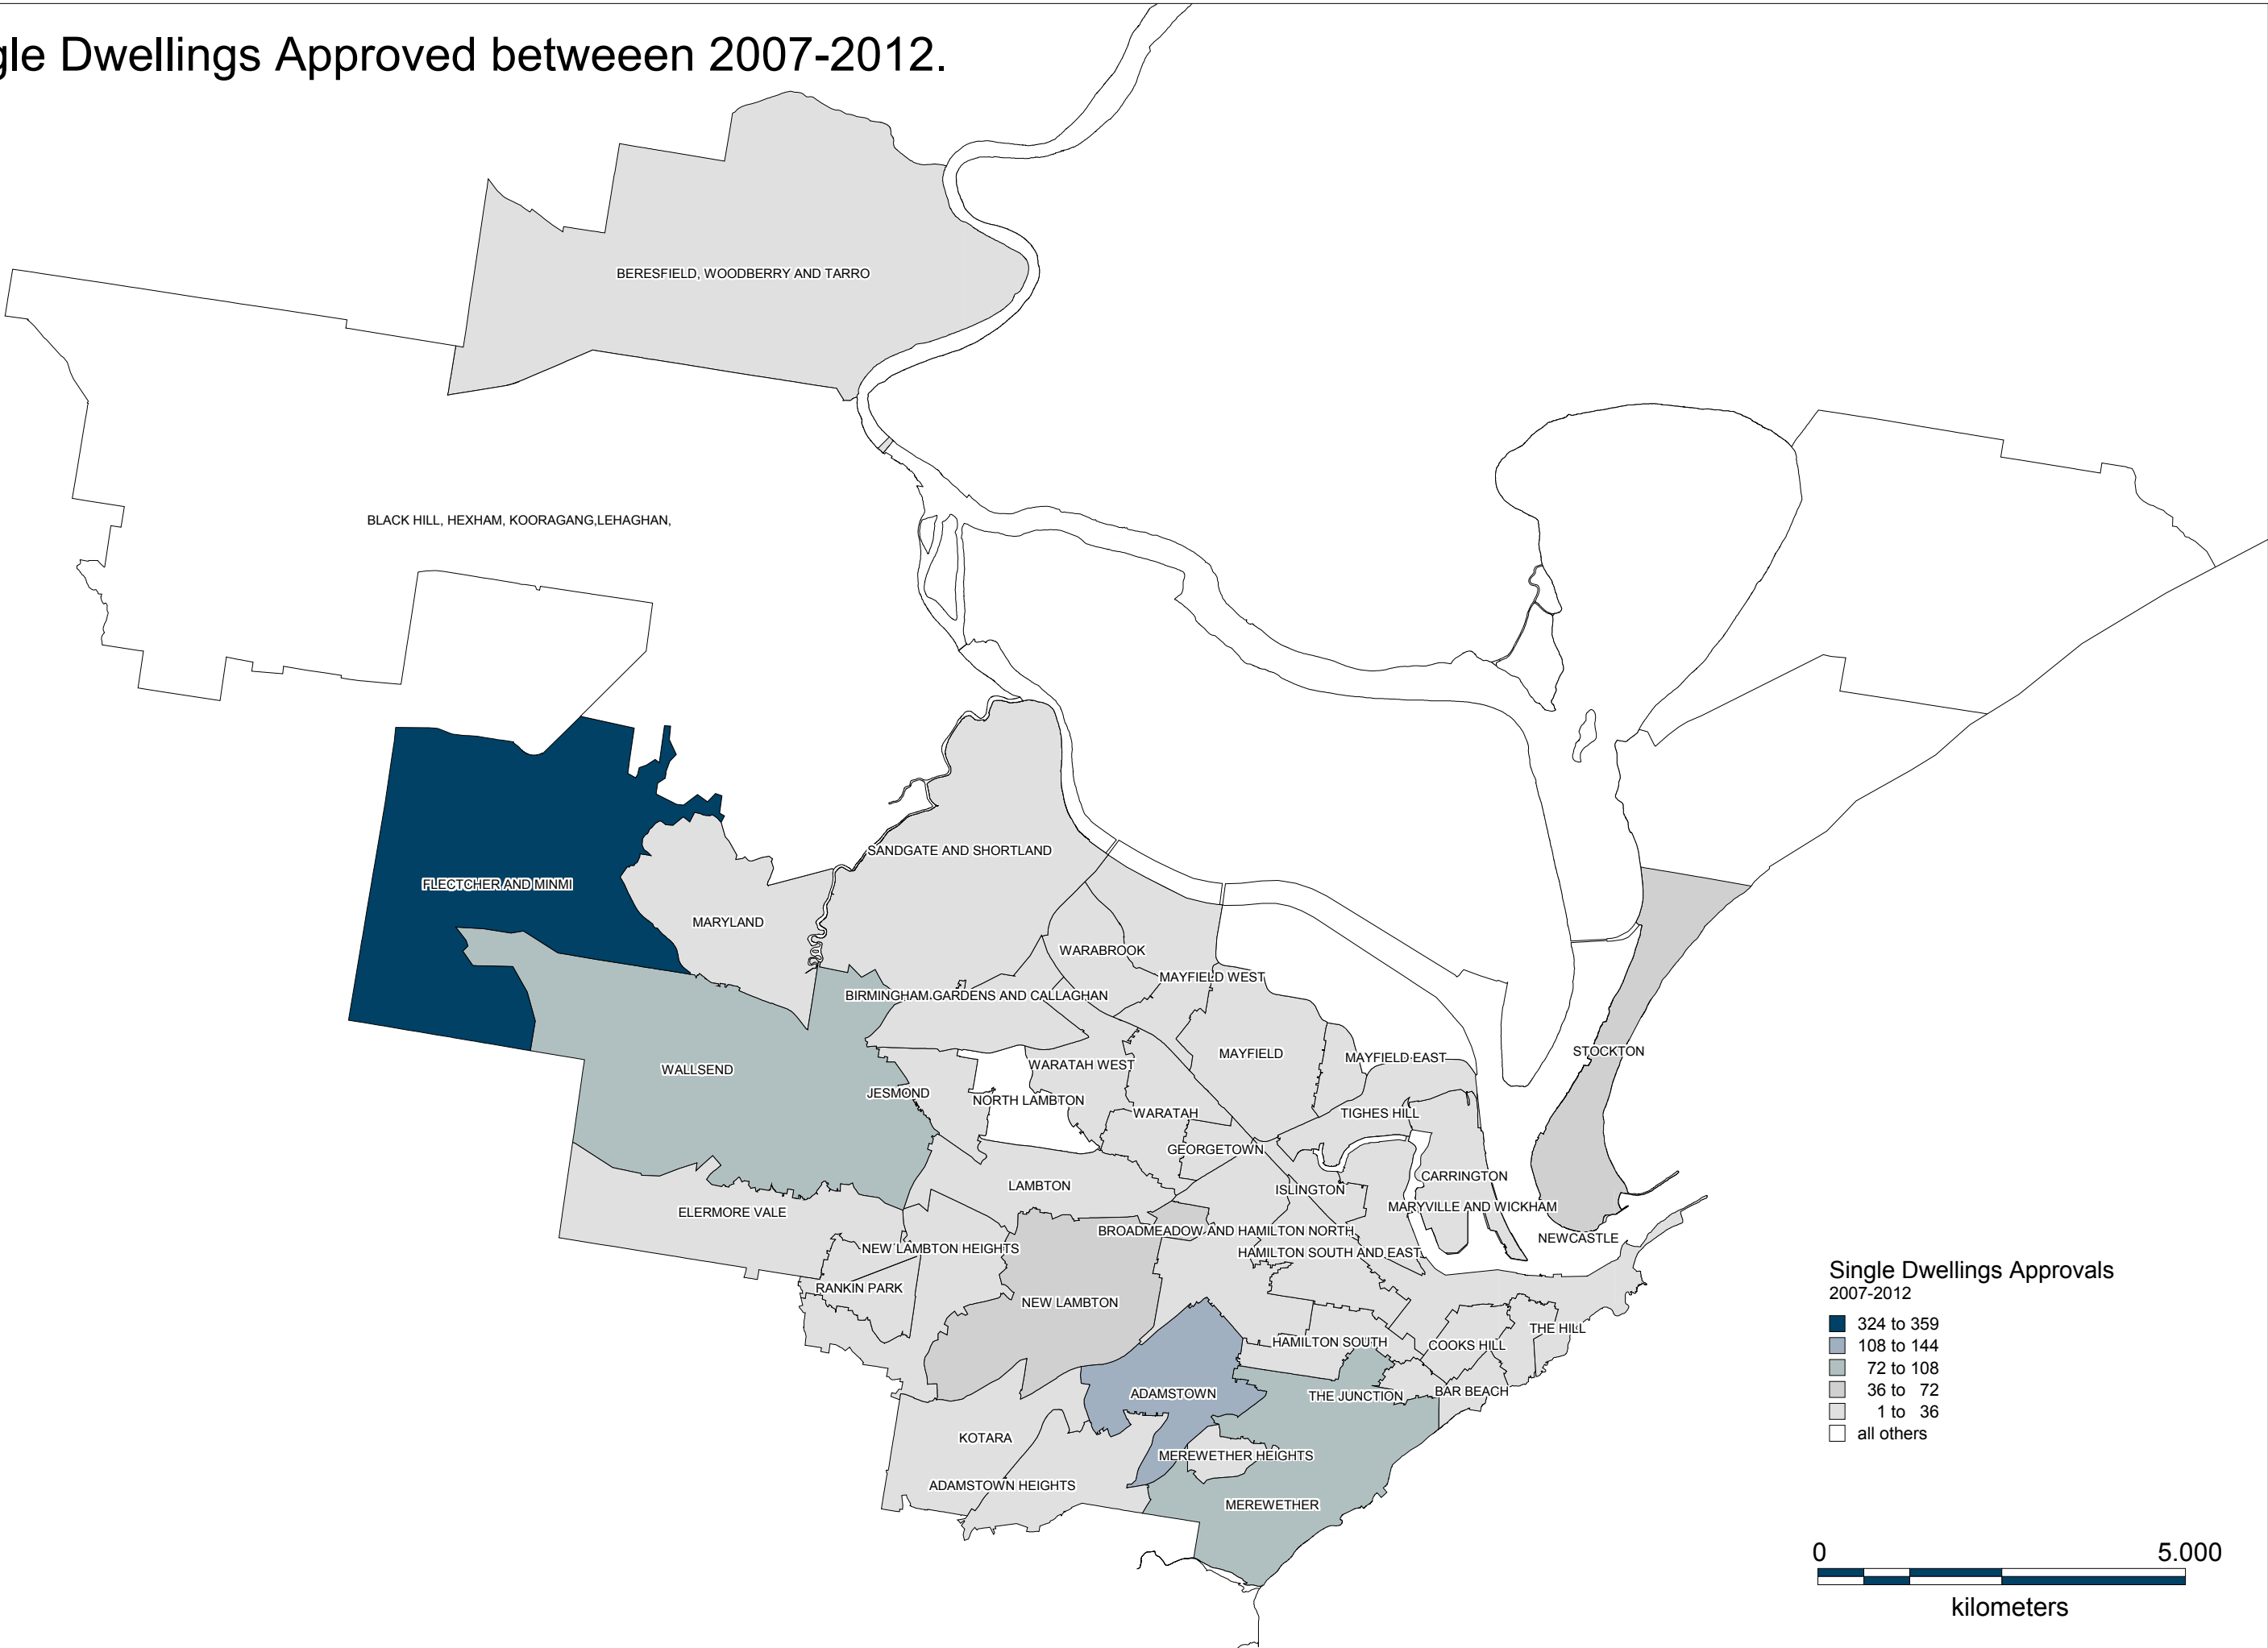 gle Dwellings Approved betweeen 2007-2012.
BERESFIELD, WOODBERRY AND TARRO
BLACK HILL, HEXHAM, KOORAGANG,LEHAGHAN,
SANDGATE AND SHORTLAND
FLECTCHER AND MINMI
MARYLAND
WARABROOK
MAYFIELD WEST
BIRMINGHAM GARDENS AND CALLAGHAN
STOCKTON
MAYFIELD
MAYFIELD EAST
WARATAH WEST
WALLSEND
JESMOND
NORTH LAMBTON
WARATAH
TIGHES HILL
GEORGETOWN
CARRINGTON
LAMBTON
ISLINGTON
MARYVILLE AND WICKHAM
ELERMORE VALE
BROADMEADOW AND HAMILTON NORTH
NEWCASTLE
NEW LAMBTON HEIGHTS
HAMILTON SOUTH AND EAST
RANKIN PARK
NEW LAMBTON
THE HILL
HAMILTON SOUTH
COOKS HILL
ADAMSTOWN
THE JUNCTION
BAR BEACH
KOTARA
MEREWETHER HEIGHTS
ADAMSTOWN HEIGHTS
MEREWETHER
Single Dwellings Approvals
2007-2012
324 to 359
108 to 144
72 to 108
36 to 72
1 to 36
all others
0 5.000
kilometers